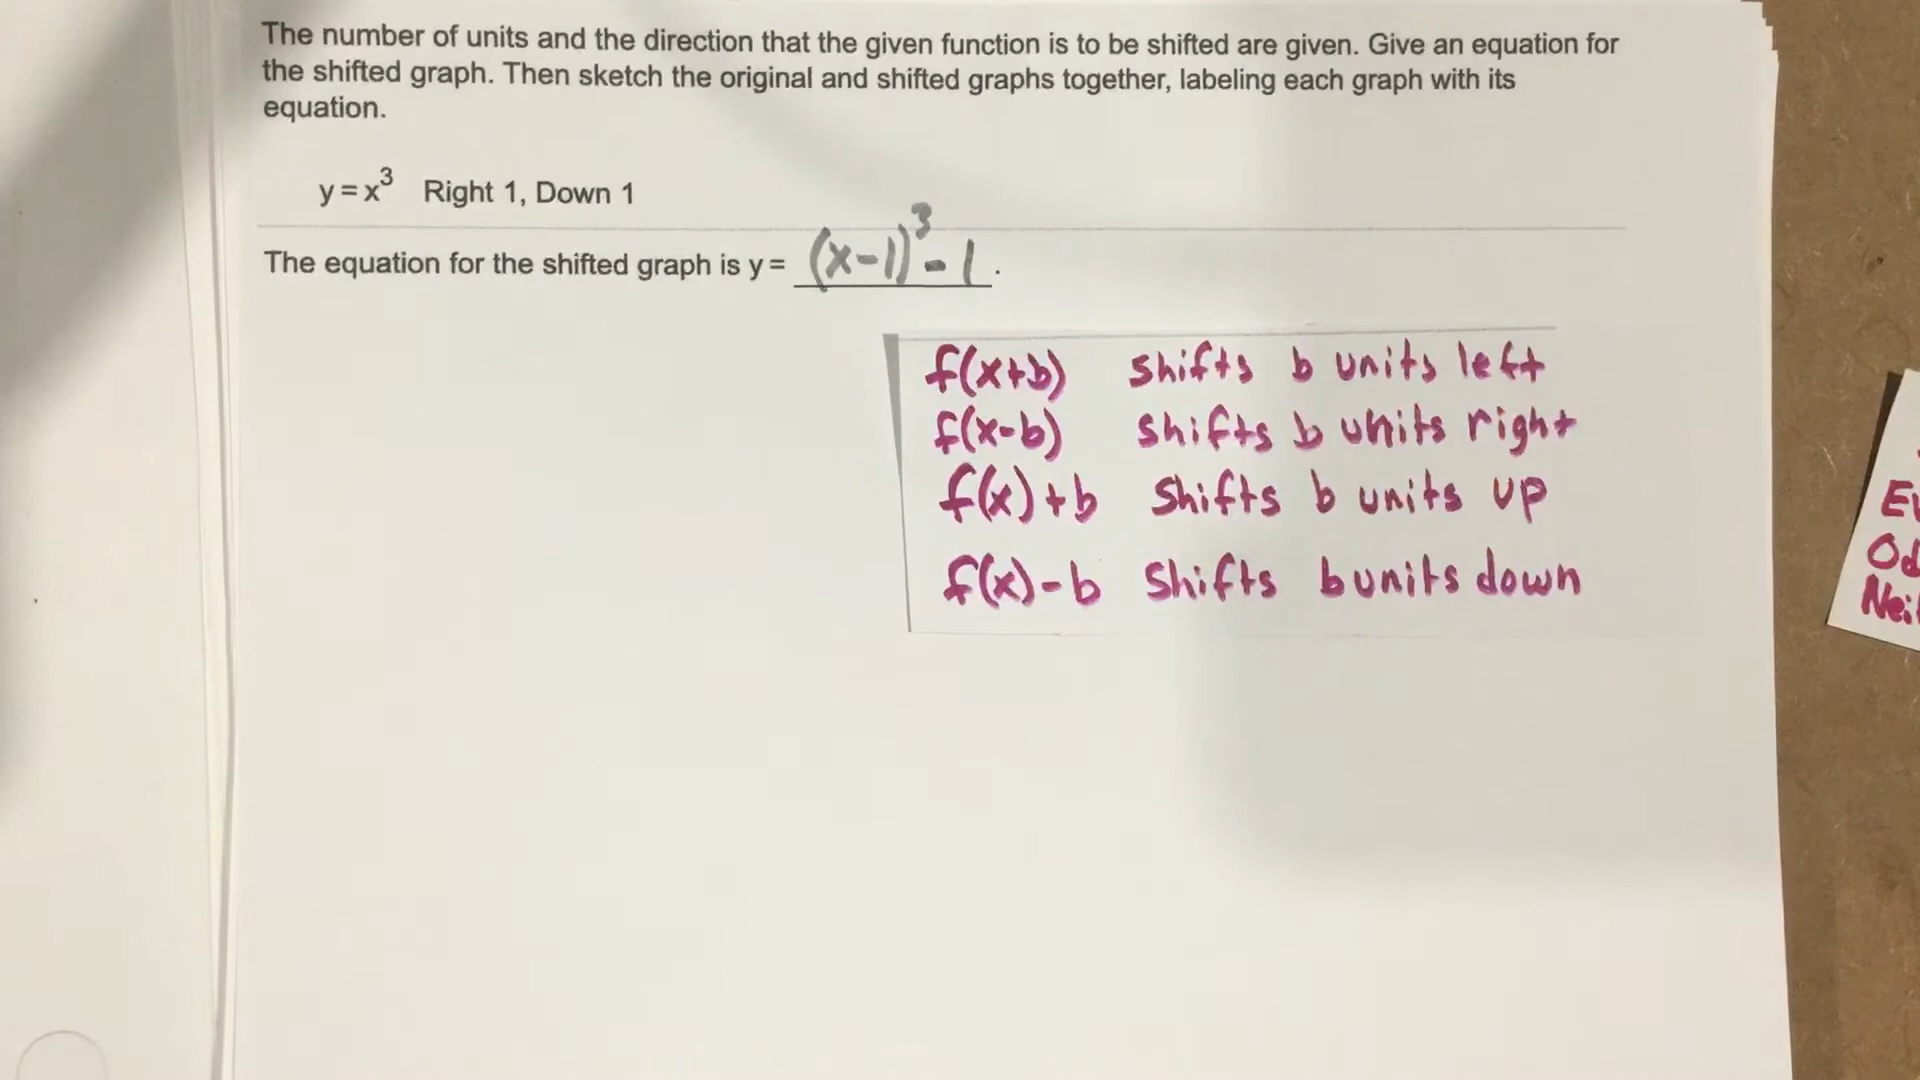 The number of units and the direction that the given function is to be shifted are given. Give an equation for
the shifted graph. Then sketch the original and shifted graphs together, labeling each graph with its
equation.
y=x³ Right 1, Down 1
The equation for the shifted graph is y= (x-1)³-1.
f(x+b) shifts b units left
f(x-b) shifts b units right
f(x)+b shifts b units up
f(x)-b shifts b units down